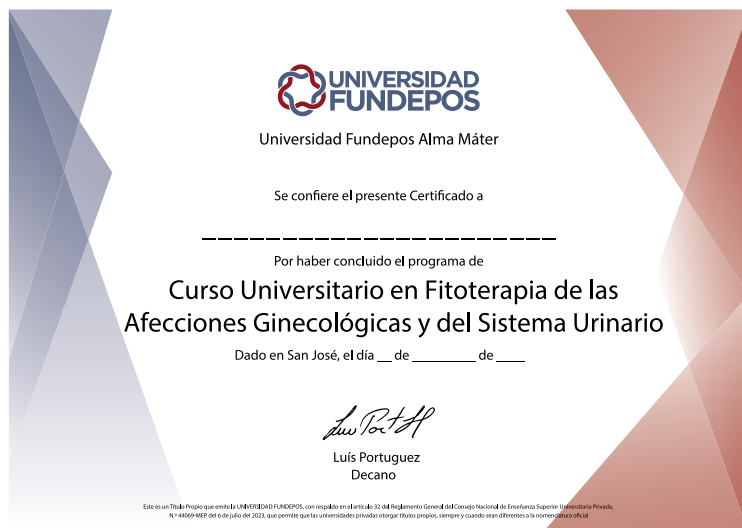 UNIVERSIDAD
FUNDEPOS
Universidad Fundepos Alma Máter
Se confiere el presente Certificado a
______________________
Por haber concluido el programa de
Curso Universitario en Fitoterapia de las
Afecciones Ginecológicas y del Sistema Urinario
Dado en San José, el día __ de _________ de ____
Luís Portuguez
Decano
Este es un Título Propio que emite la UNIVERSIDAD FUNDEPOS, con respaldo en el artículo 32 del Reglamento General del Consejo Nacional de Enseñanza Superior Universitaria Privada,
N.º 44069-MEP del 6 de julio del 2023, que permite que las universidades privadas otorgar títulos propios, siempre y cuando sean diferentes a la nomenclatura oficial